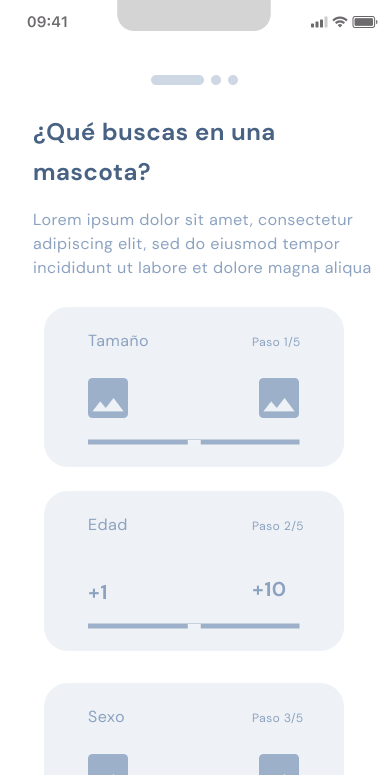 09:41
¿Qué buscas en una
mascota?
Lorem ipsum dolor sit amet, consectetur
adipiscing elit, sed do eiusmod tempor
incididunt ut labore et dolore magna aliqua
Tamaño
Paso 1/5
Edad
Paso 2/5
+1
+10
Sexo
Paso 3/5